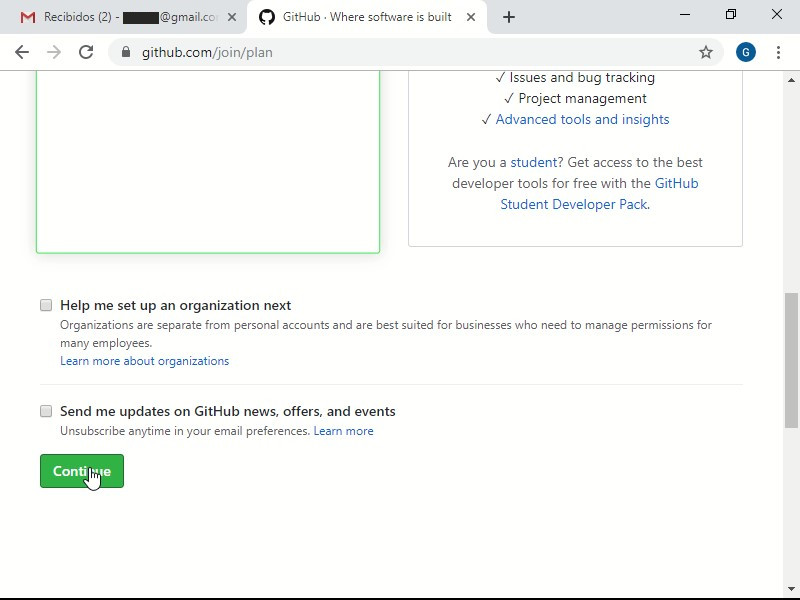 Recibidos (2) - @gmail.co
GitHub · Where software is built
github.com/join/plan
G
✓ Issues and bug tracking
✓ Project management
✓ Advanced tools and insights
Are you a student? Get access to the best
developer tools for free with the GitHub
Student Developer Pack.
Help me set up an organization next
Organizations are separate from personal accounts and are best suited for businesses who need to manage permissions for
many employees.
Learn more about organizations
Send me updates on GitHub news, offers, and events
Unsubscribe anytime in your email preferences. Learn more
Continue